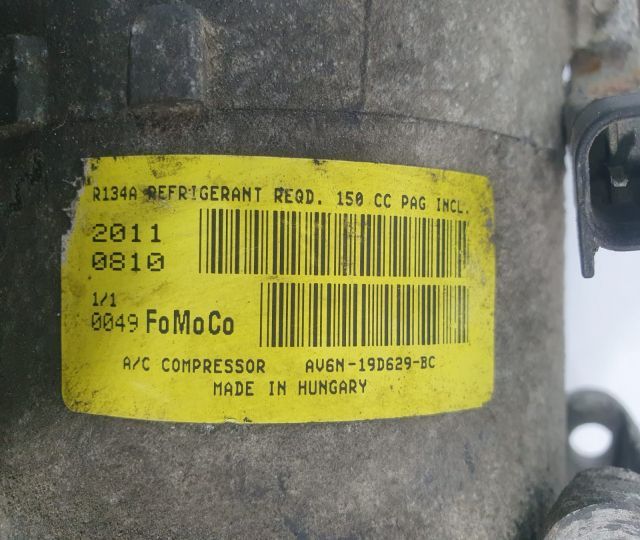 R134A REFRIGERANT REQD. 150 CC PAG INCL.
2011
0810
1/1
0049 FoMoCo
A/C COMPRESSOR AV6N-19D629-BC
MADE IN HUNGARY